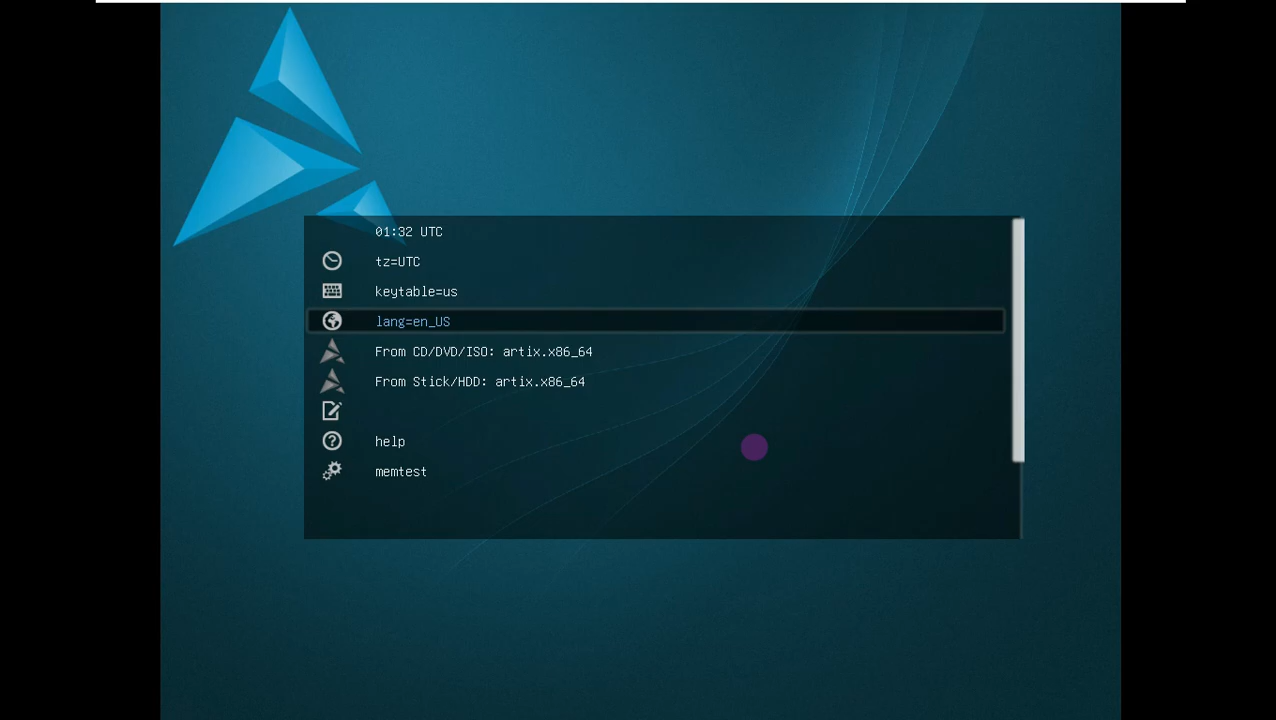 01:32 UTC
tz=UTC
keytable=us
lang=en_US
From CD/DVD/ISO: artix.x86_64
From Stick/HDD: artix.x86_64
help
memtest